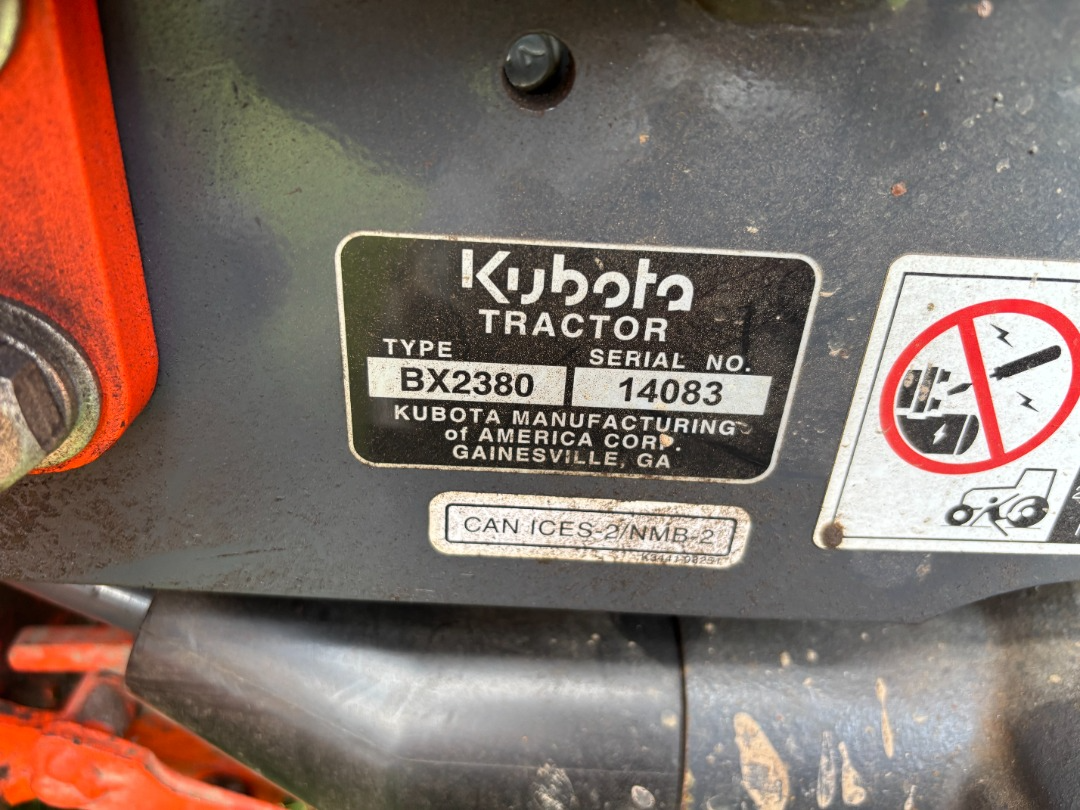 Kubota
TRACTOR
TYPE SERIAL NO.
BX2380 14083
KUBOTA MANUFACTURING
of AMERICA CORP.
GAINESVILLE, GA
CAN ICES-2/NMB-2